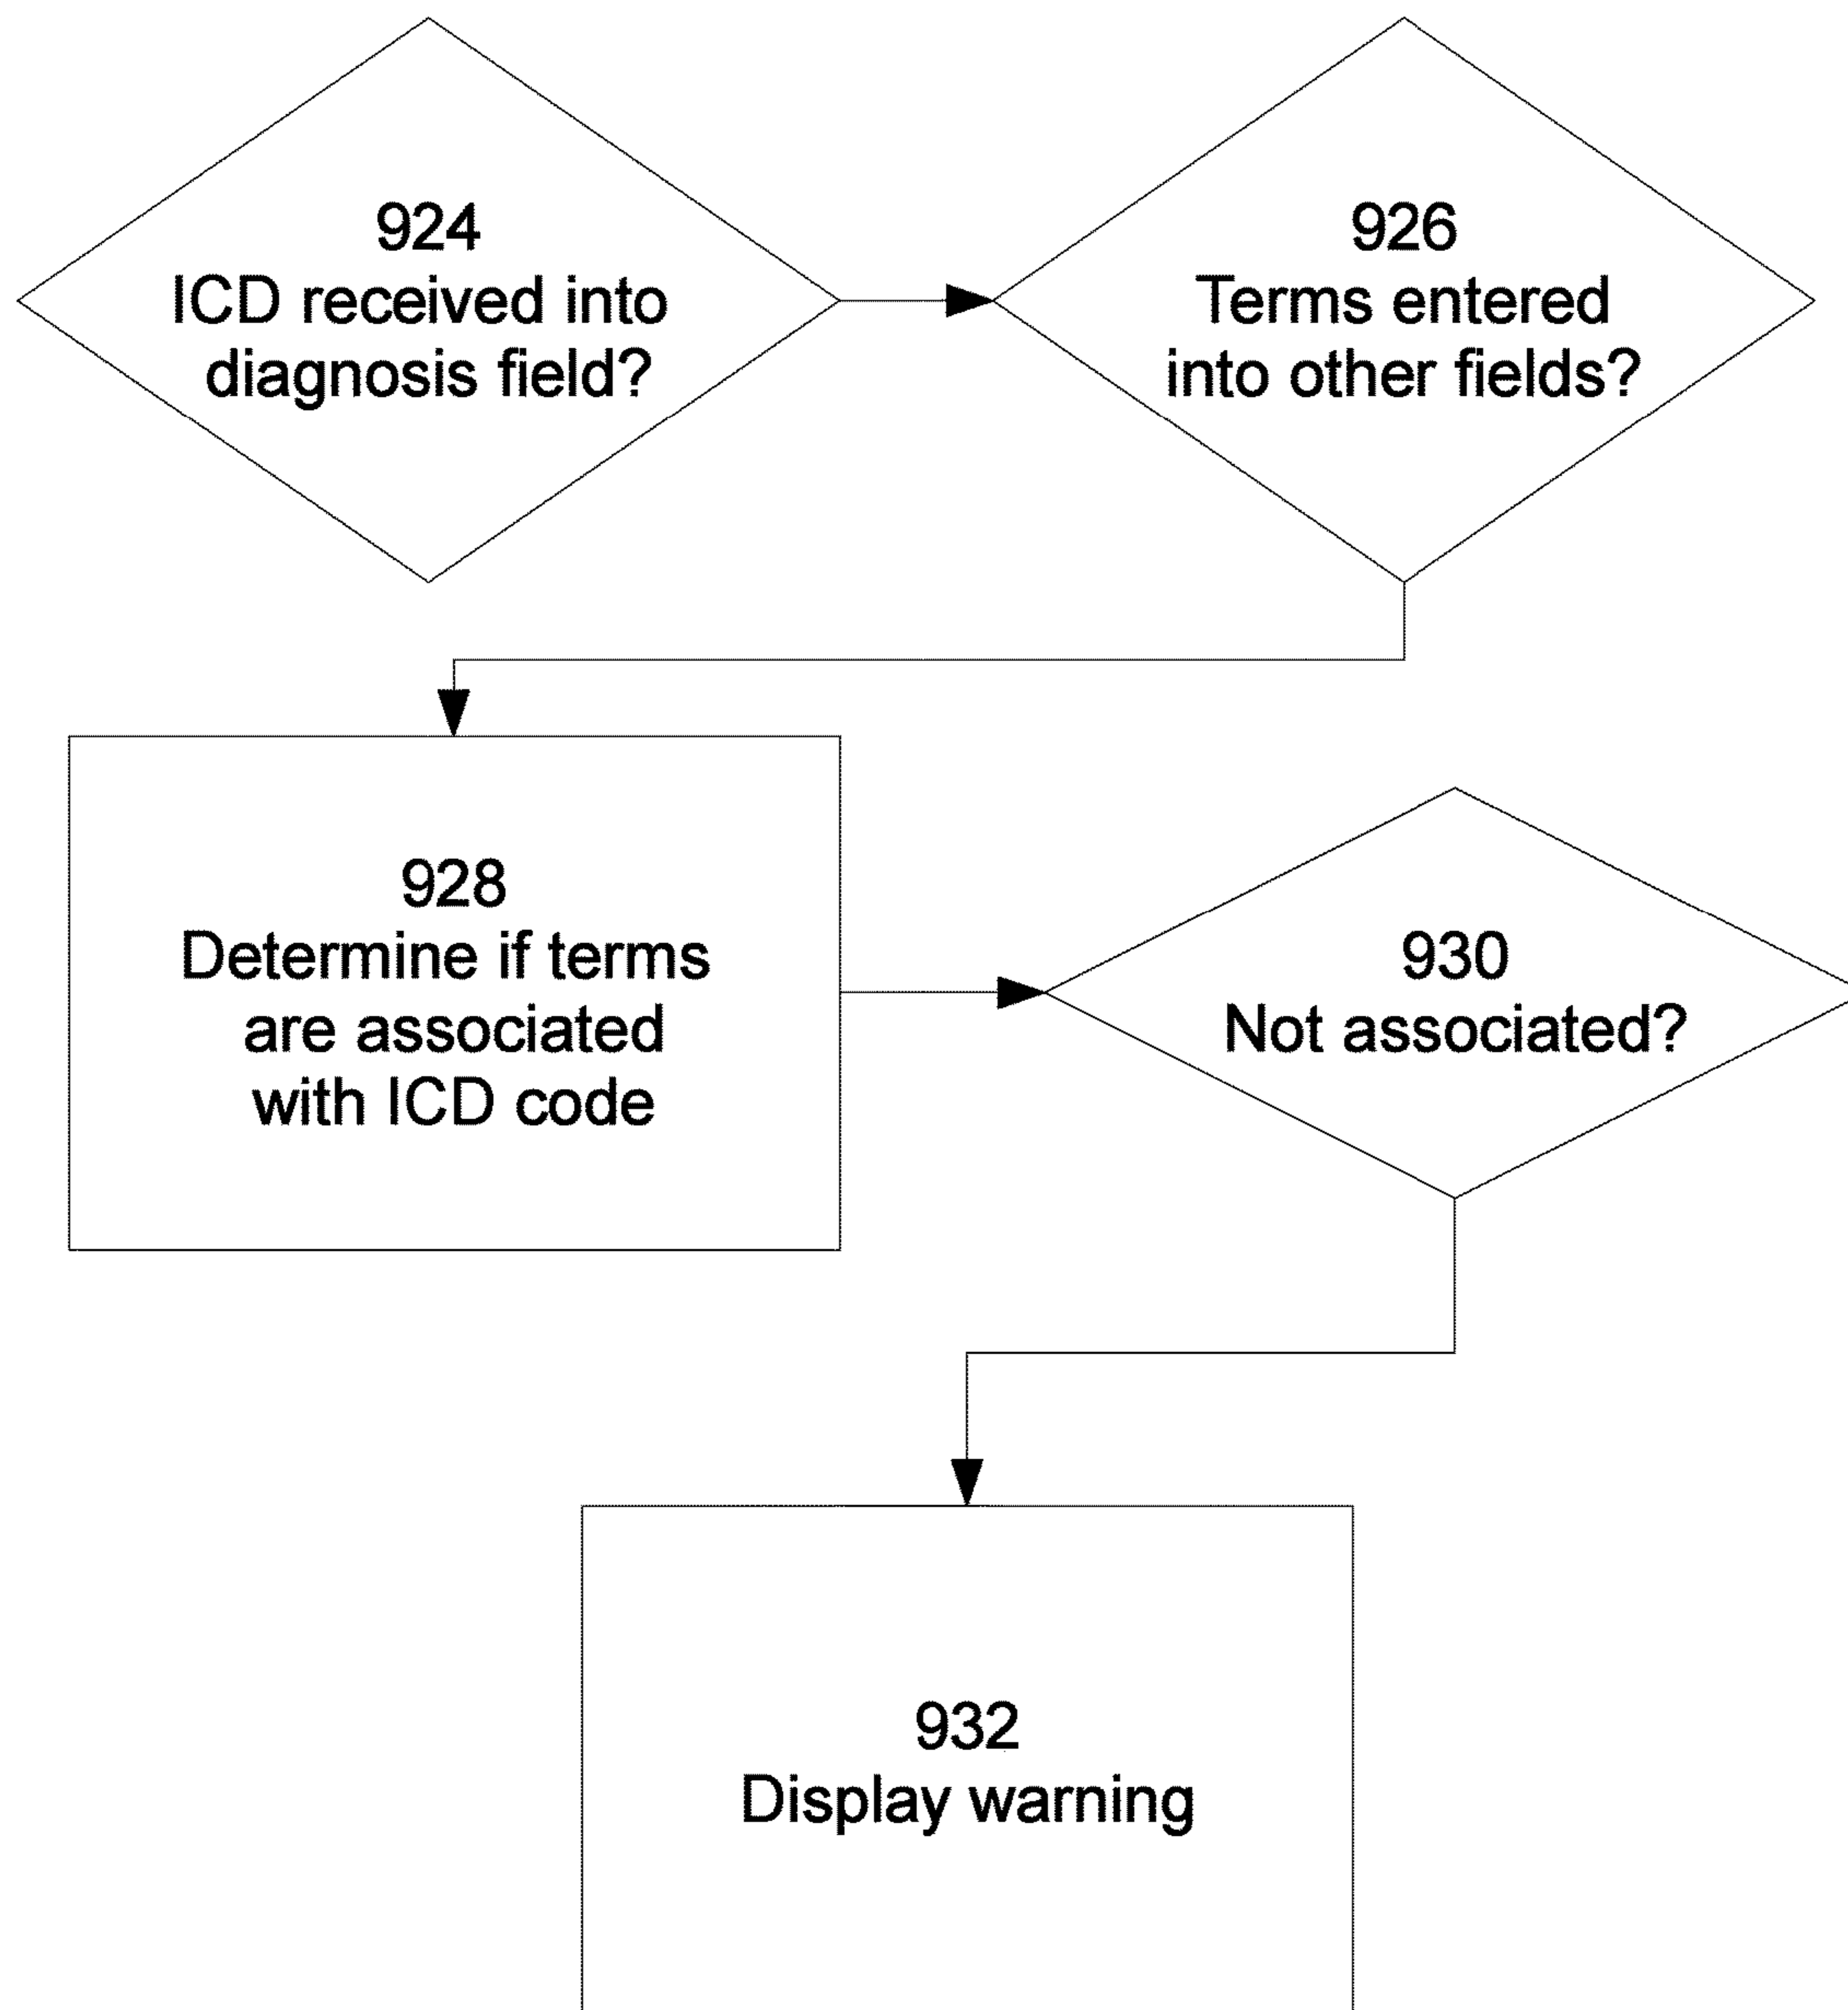 924
ICD received into
diagnosis field?
926
Terms entered
into other fields?
928
Determine if terms
are associated
with ICD code
930
Not associated?
932
Display warning